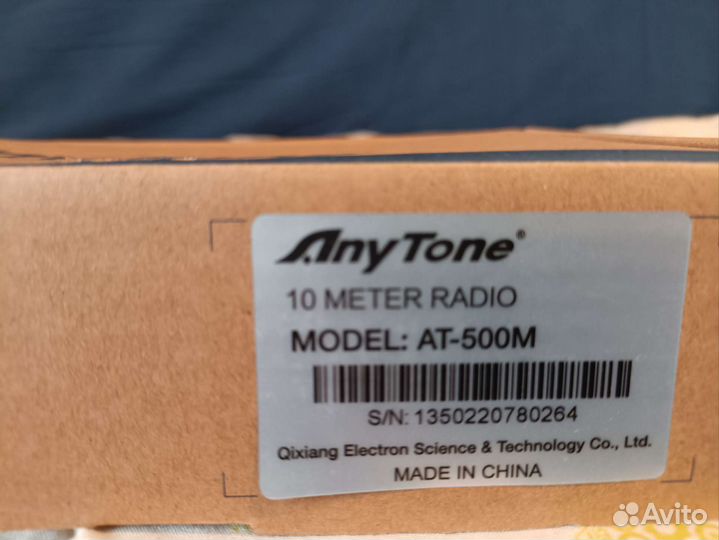 AnyTone®
10 METER RADIO
MODEL: AT-500M
S/N: 1350220780264
Qixiang Electron Science & Technology Co., Ltd.
MADE IN CHINA
Avito